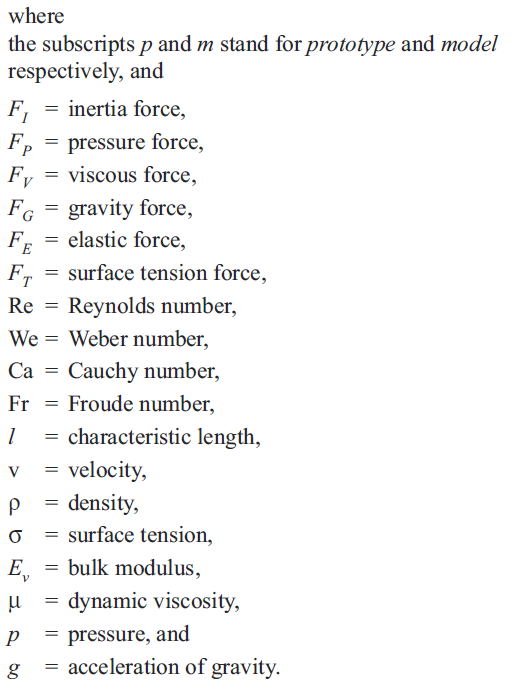 where
the subscripts p and m stand for prototype and model
respectively, and
F_I = inertia force,
F_P = pressure force,
F_V = viscous force,
F_G = gravity force,
F_E = elastic force,
F_T = surface tension force,
Re = Reynolds number,
We = Weber number,
Ca = Cauchy number,
Fr = Froude number,
l = characteristic length,
v = velocity,
ρ = density,
σ = surface tension,
E_v = bulk modulus,
μ = dynamic viscosity,
p = pressure, and
g = acceleration of gravity.